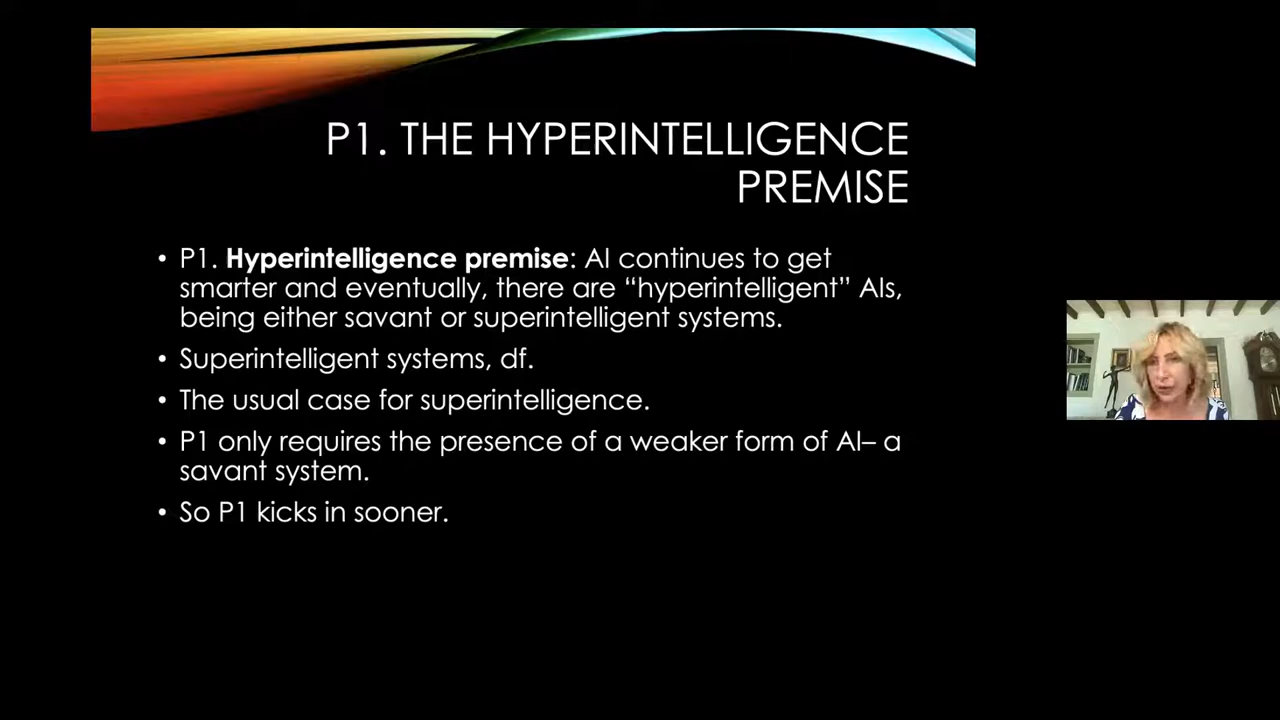 P1. THE HYPERINTELLIGENCE
PREMISE
• P1. Hyperintelligence premise: AI continues to get
smarter and eventually, there are “hyperintelligent” AIs,
being either savant or superintelligent systems.
• Superintelligent systems, df.
• The usual case for superintelligence.
• P1 only requires the presence of a weaker form of AI– a
savant system.
• So P1 kicks in sooner.